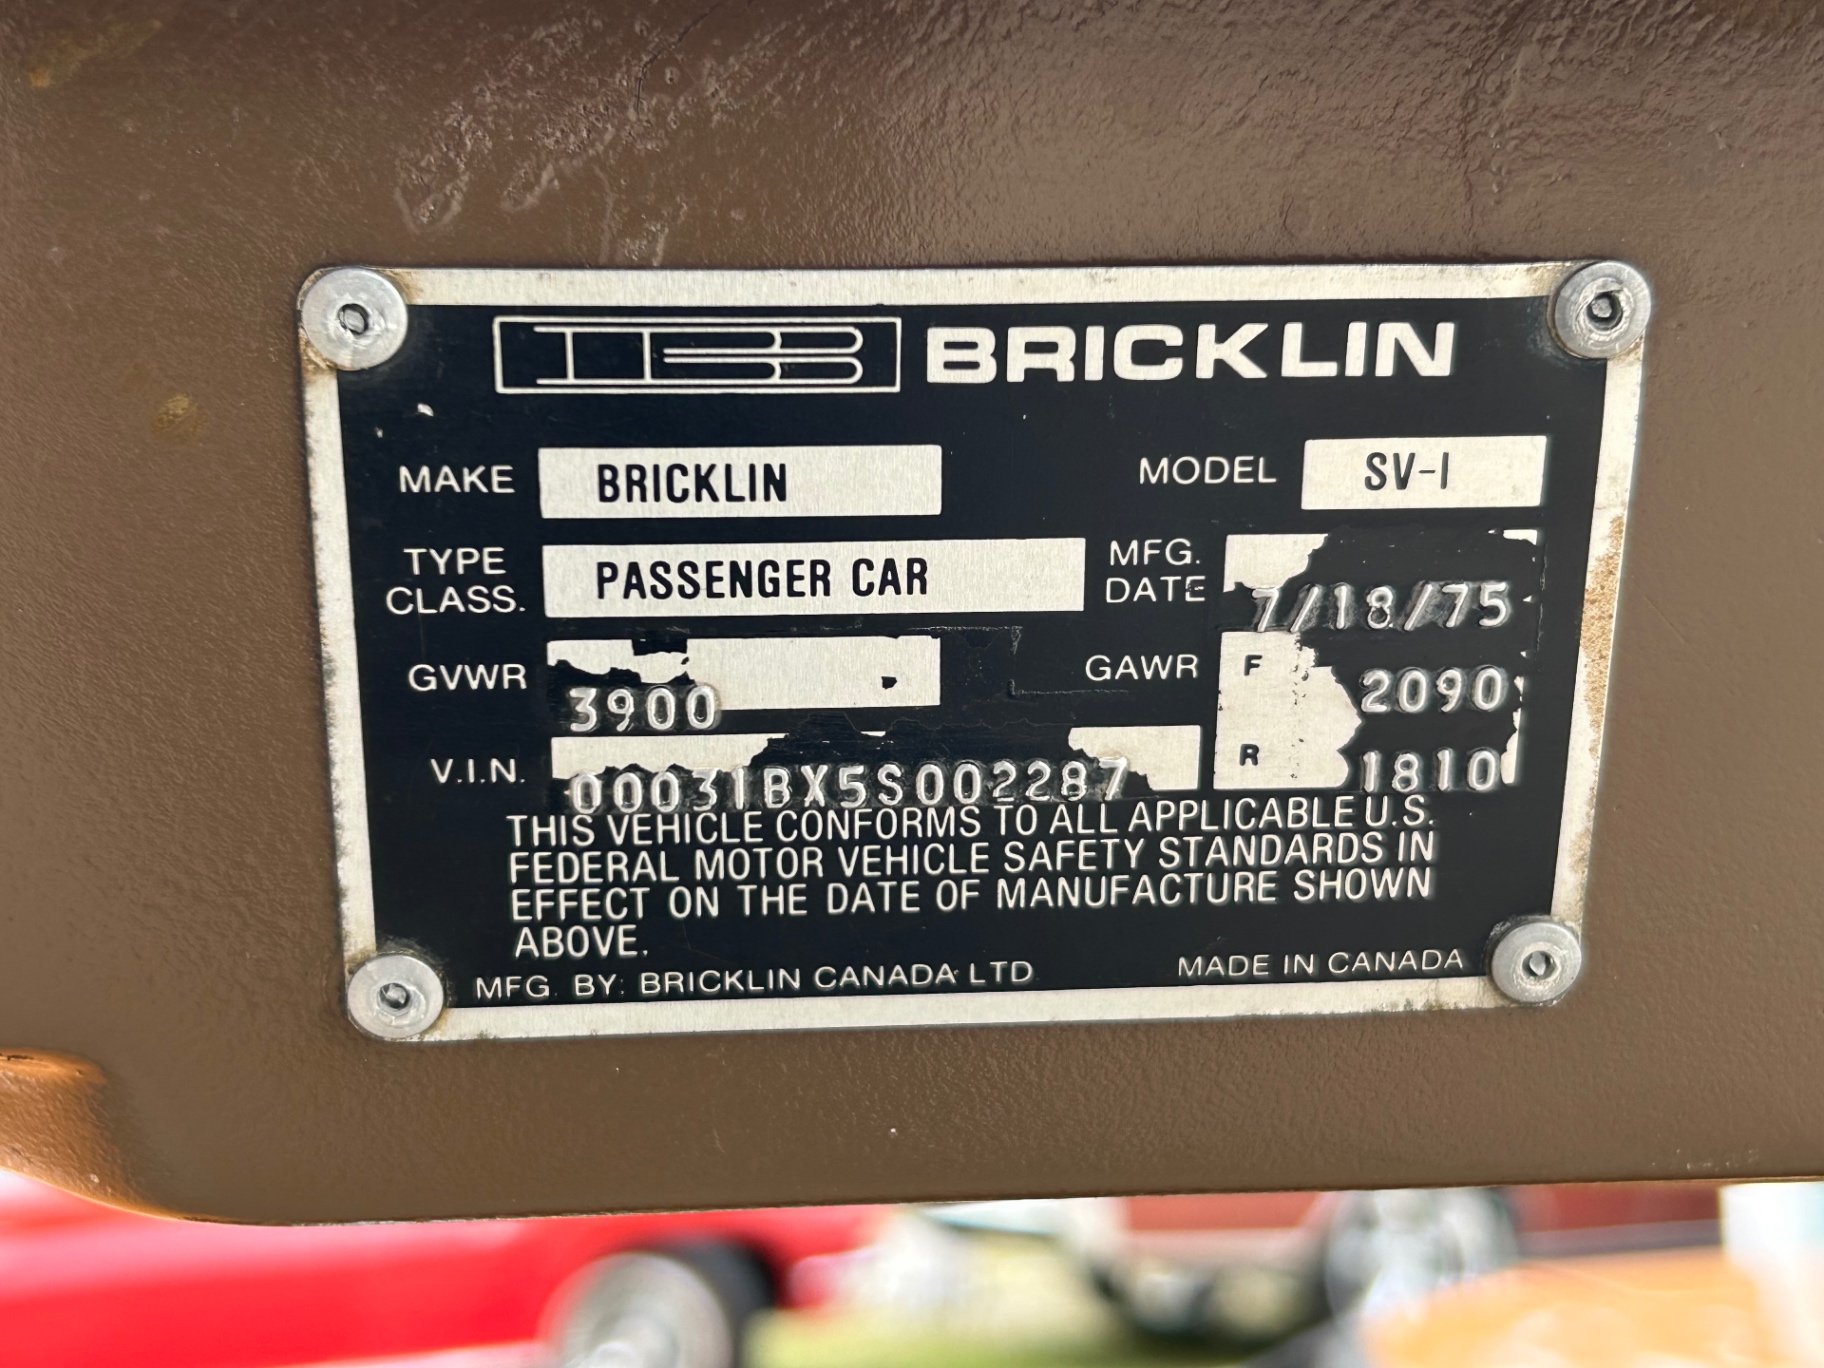 BRICKLIN
MAKE BRICKLIN MODEL SV-1
TYPE CLASS. PASSENGER CAR MFG. DATE 7/18/75
GVWR 3900 GAWR F 2090
R 1810
V.I.N. 00031BX5S002287
THIS VEHICLE CONFORMS TO ALL APPLICABLE U.S.
FEDERAL MOTOR VEHICLE SAFETY STANDARDS IN
EFFECT ON THE DATE OF MANUFACTURE SHOWN
ABOVE.
MFG. BY: BRICKLIN CANADA LTD MADE IN CANADA